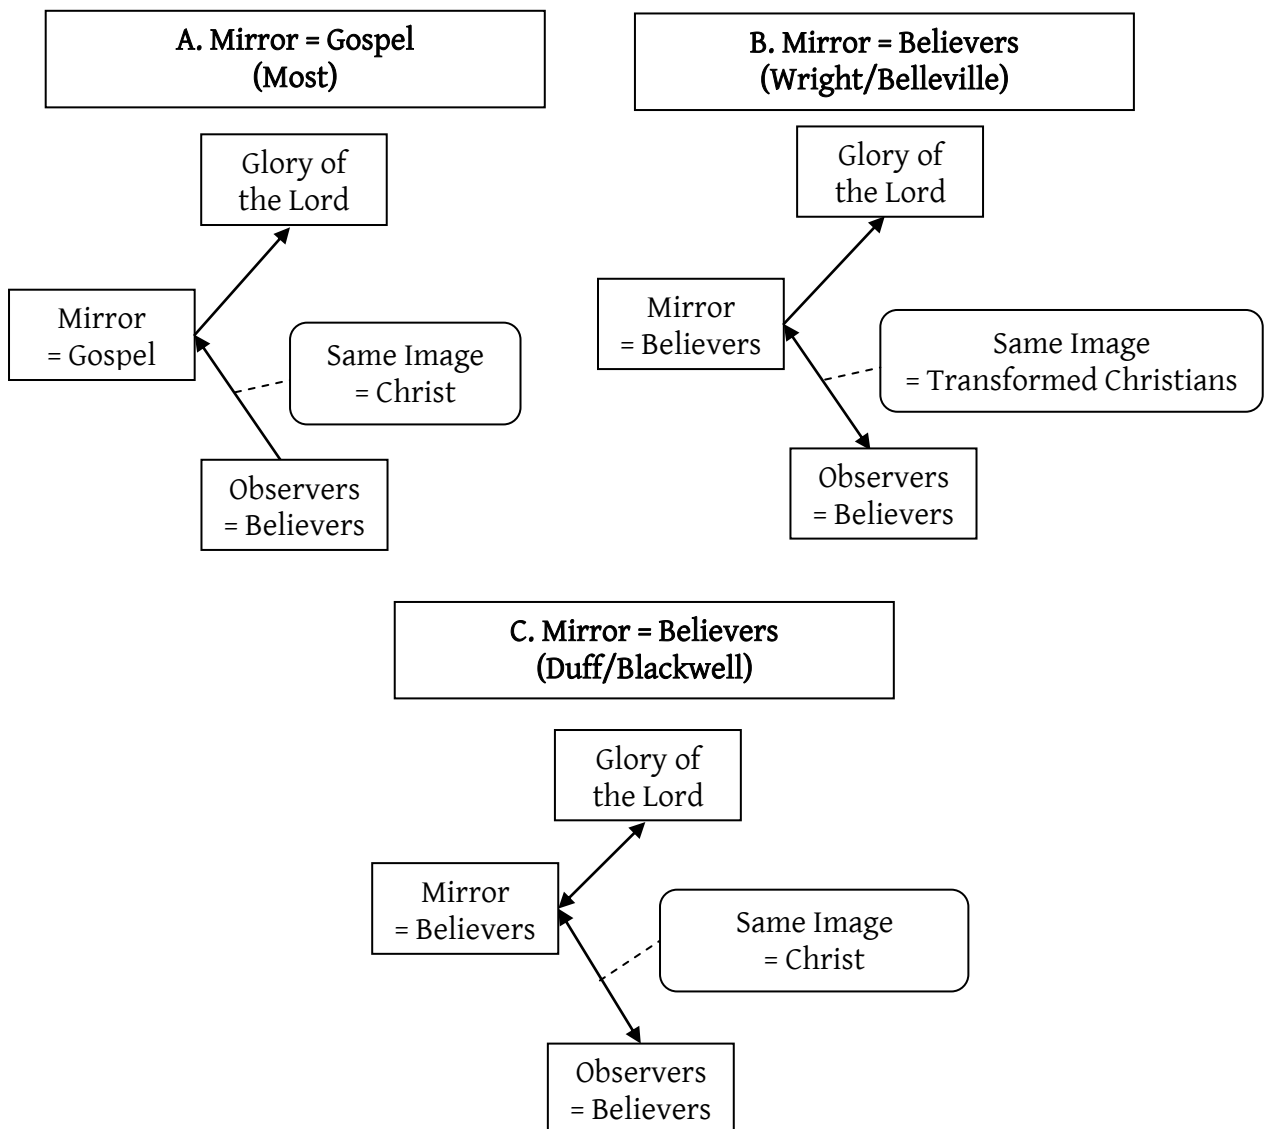 A. Mirror = Gospel
(Most)
Glory of
the Lord
Mirror
= Gospel
Same Image
= Christ
Observers
= Believers
B. Mirror = Believers
(Wright/Belleville)
Glory of
the Lord
Mirror
= Believers
Same Image
= Transformed Christians
Observers
= Believers
C. Mirror = Believers
(Duff/Blackwell)
Glory of
the Lord
Mirror
= Believers
Same Image
= Christ
Observers
= Believers